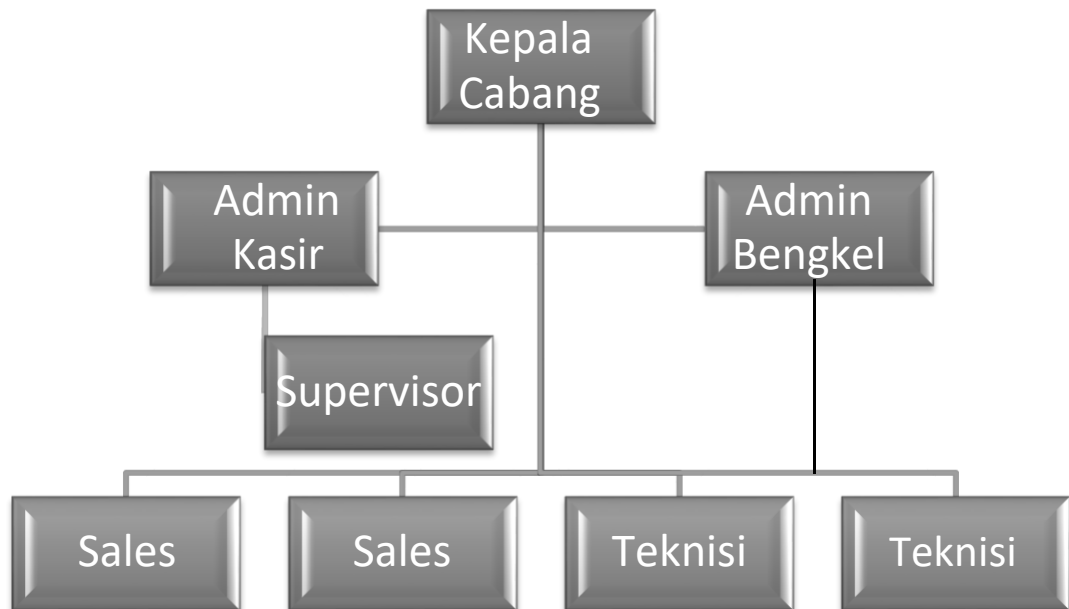 Kepala
Cabang
Admin
Kasir
Admin
Bengkel
Supervisor
Sales
Sales
Teknisi
Teknisi